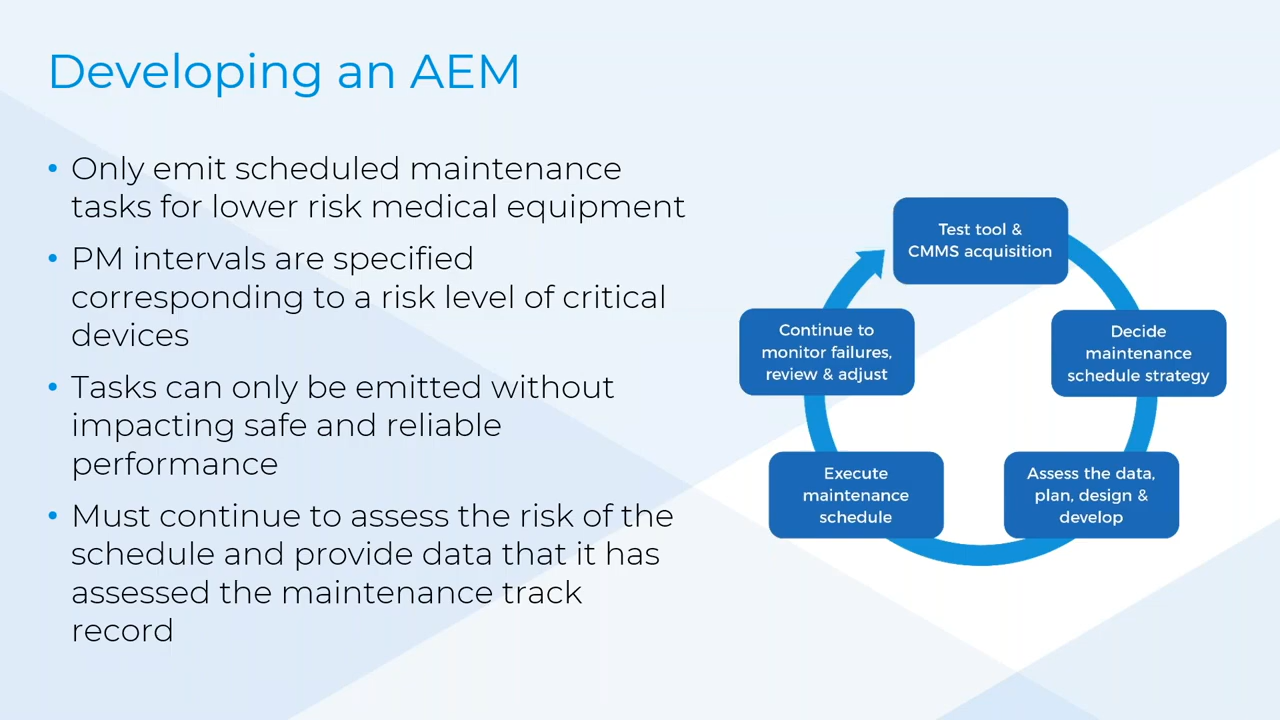 Developing an AEM
• Only emit scheduled maintenance
tasks for lower risk medical equipment
• PM intervals are specified
corresponding to a risk level of critical
devices
• Tasks can only be emitted without
impacting safe and reliable
performance
• Must continue to assess the risk of the
schedule and provide data that it has
assessed the maintenance track
record
Test tool &
CMMS acquisition
Decide
maintenance
schedule strategy
Assess the data,
plan, design &
develop
Execute
maintenance
schedule
Continue to
monitor failures,
review & adjust